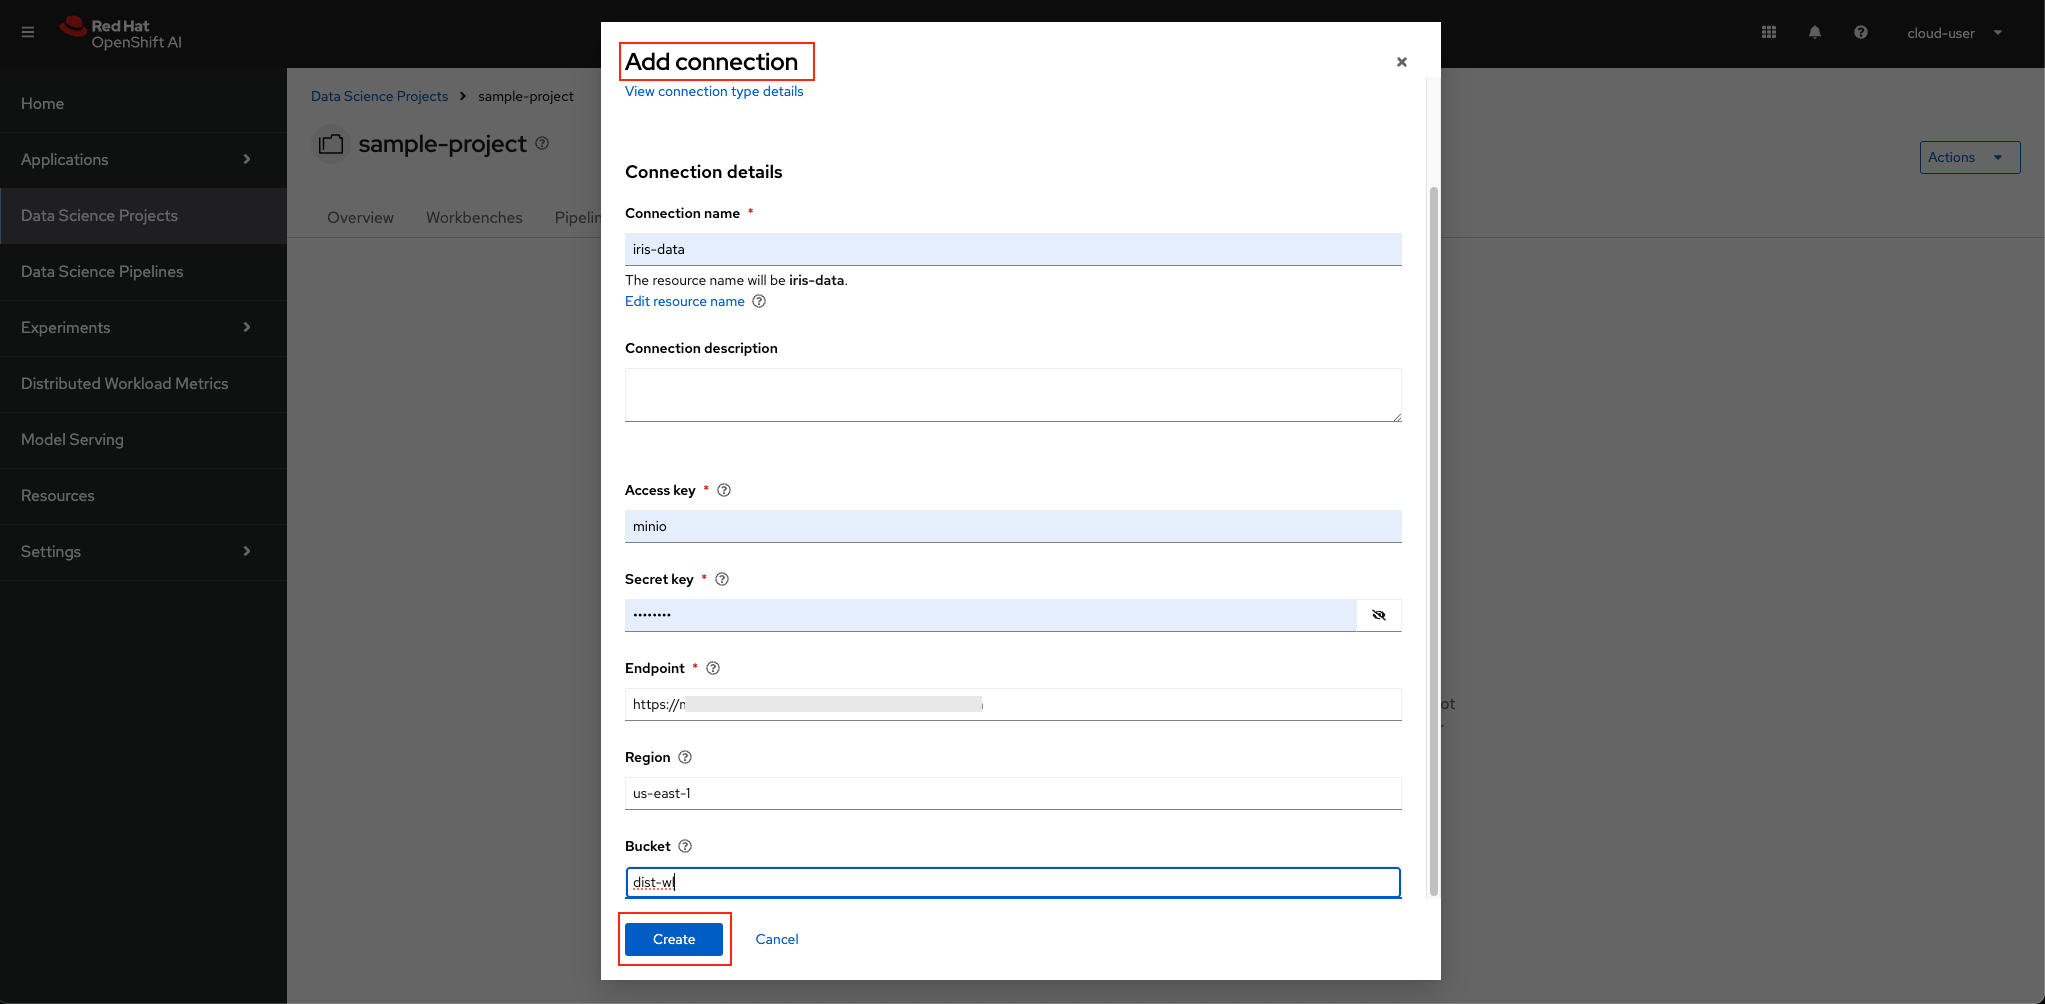 Red Hat
OpenShift AI
cloud-user
Home
Applications
Data Science Projects
Data Science Pipelines
Experiments
Distributed Workload Metrics
Model Serving
Resources
Settings
Data Science Projects > sample-project
sample-project
Actions
Overview Workbenches
Add connection
View connection type details
Connection details
Connection name *
iris-data
The resource name will be iris-data.
Edit resource name
Connection description
Access key *
minio
Secret key *
••••••••
Endpoint *
https://
Region
us-east-1
Bucket
dist-wl
Create Cancel